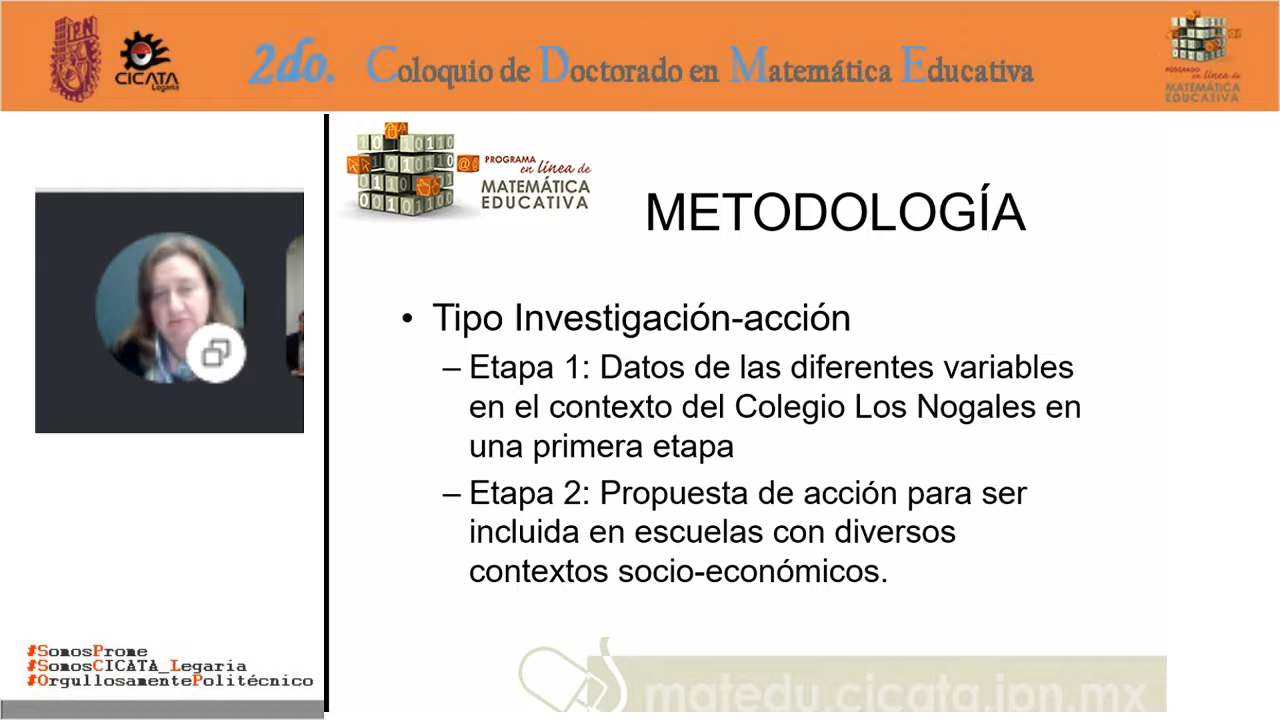 IPN
CICATA
Legaria
2do. Coloquio de Doctorado en Matemática Educativa
POSGRADO
en línea de
MATEMÁTICA
EDUCATIVA
PROGRAMA
en línea de
MATEMÁTICA
EDUCATIVA
METODOLOGÍA
• Tipo Investigación-acción
– Etapa 1: Datos de las diferentes variables
en el contexto del Colegio Los Nogales en
una primera etapa
– Etapa 2: Propuesta de acción para ser
incluida en escuelas con diversos
contextos socio-económicos.
#SomosProme
#SomosCICATA_Legaria
#OrgullosamentePolitécnico
matedu.cicata.ipn.mx